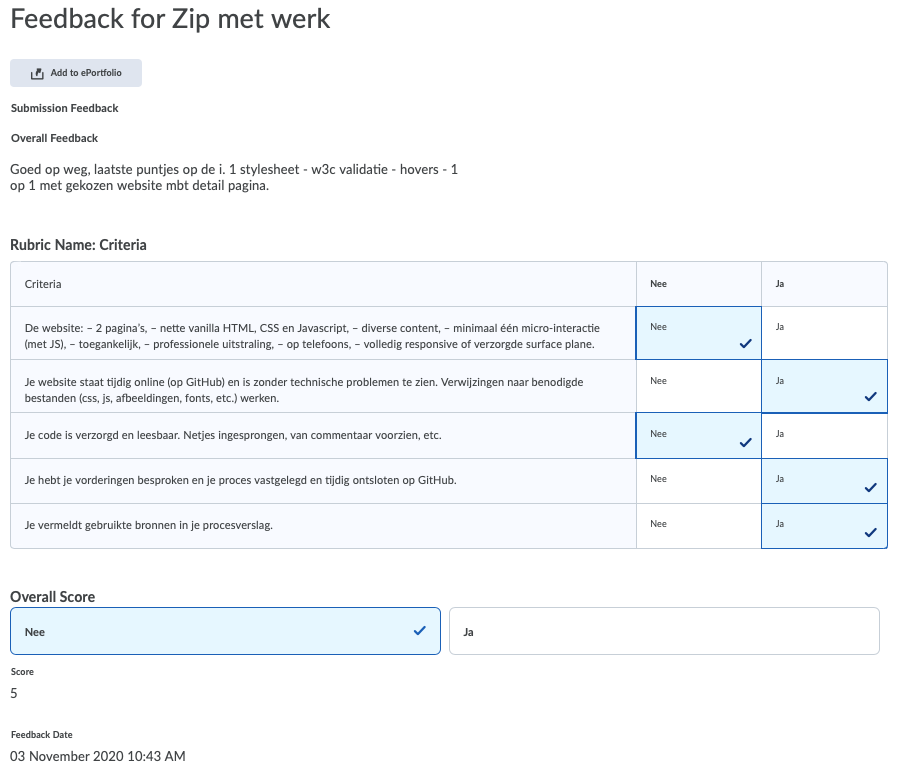 Feedback for Zip met werk
Add to ePortfolio
Submission Feedback
Overall Feedback
Goed op weg, laatste puntjes op de i. 1 stylesheet - w3c validatie - hovers - 1
op 1 met gekozen website mbt detail pagina.
Rubric Name: Criteria
Criteria Nee Ja
De website: – 2 pagina's, – nette vanilla HTML, CSS en Javascript, – diverse content, – minimaal één micro-interactie
(met JS), – toegankelijk, – professionele uitstraling, – op telefoons, – volledig responsive of verzorgde surface plane.
Nee Ja
Je website staat tijdig online (op GitHub) en is zonder technische problemen te zien. Verwijzingen naar benodigde
bestanden (css, js, afbeeldingen, fonts, etc.) werken.
Nee Ja
Je code is verzorgd en leesbaar. Netjes ingesprongen, van commentaar voorzien, etc.
Nee Ja
Je hebt je vorderingen besproken en je proces vastgelegd en tijdig ontsloten op GitHub.
Nee Ja
Je vermeldt gebruikte bronnen in je procesverslag.
Nee Ja
Overall Score
Nee Ja
Score
5
Feedback Date
03 November 2020 10:43 AM